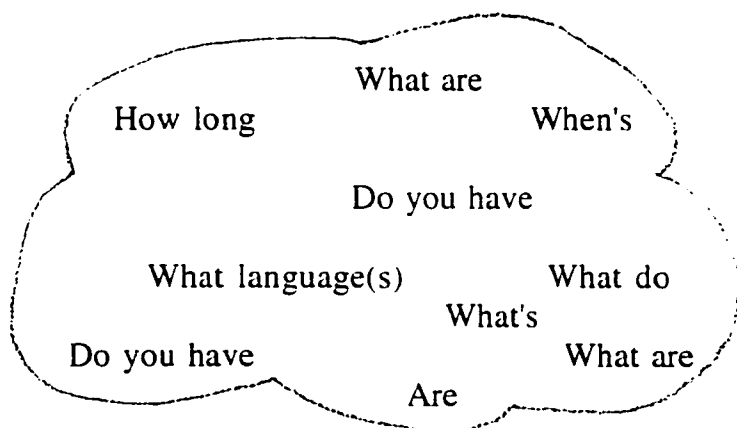 What are
How long
When's
Do you have
What language(s)
What do
What's
Do you have
What are
Are